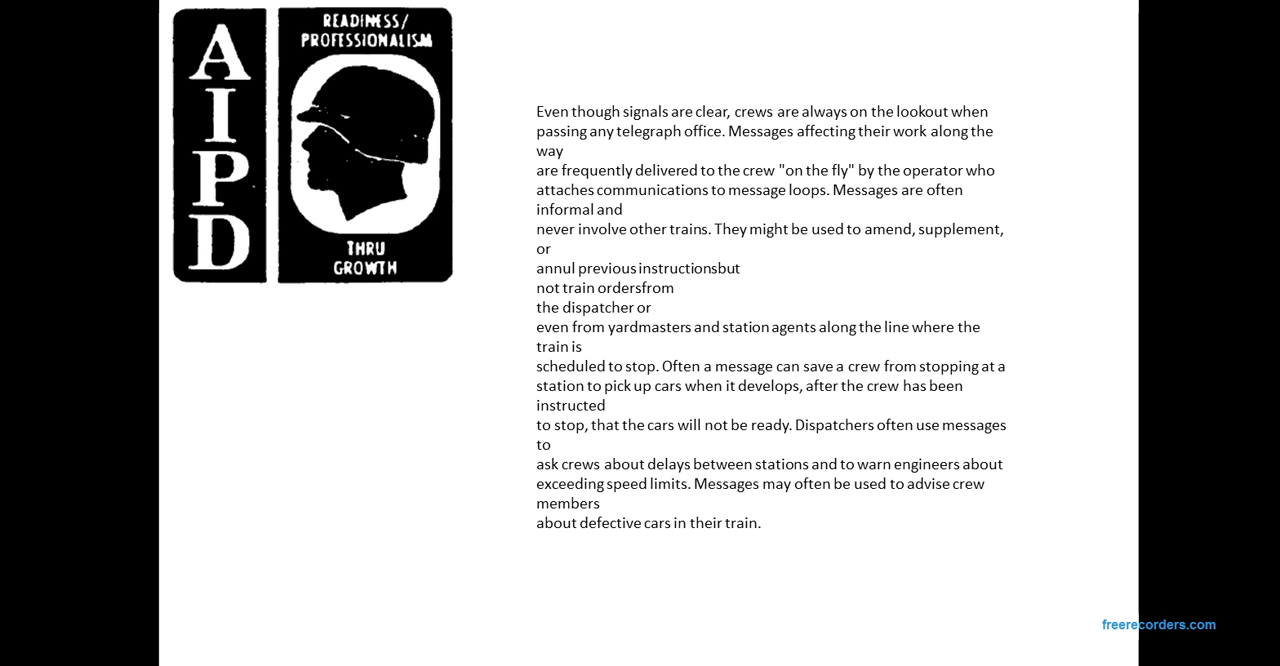 A
I
P
D
READINESS/
PROFESSIONALISM
THRU
GROWTH
Even though signals are clear, crews are always on the lookout when
passing any telegraph office. Messages affecting their work along the
way
are frequently delivered to the crew "on the fly" by the operator who
attaches communications to message loops. Messages are often
informal and
never involve other trains. They might be used to amend, supplement,
or
annul previous instructionsbut
not train ordersfrom
the dispatcher or
even from yardmasters and station agents along the line where the
train is
scheduled to stop. Often a message can save a crew from stopping at a
station to pick up cars when it develops, after the crew has been
instructed
to stop, that the cars will not be ready. Dispatchers often use messages
to
ask crews about delays between stations and to warn engineers about
exceeding speed limits. Messages may often be used to advise crew
members
about defective cars in their train.
freerecorders.com